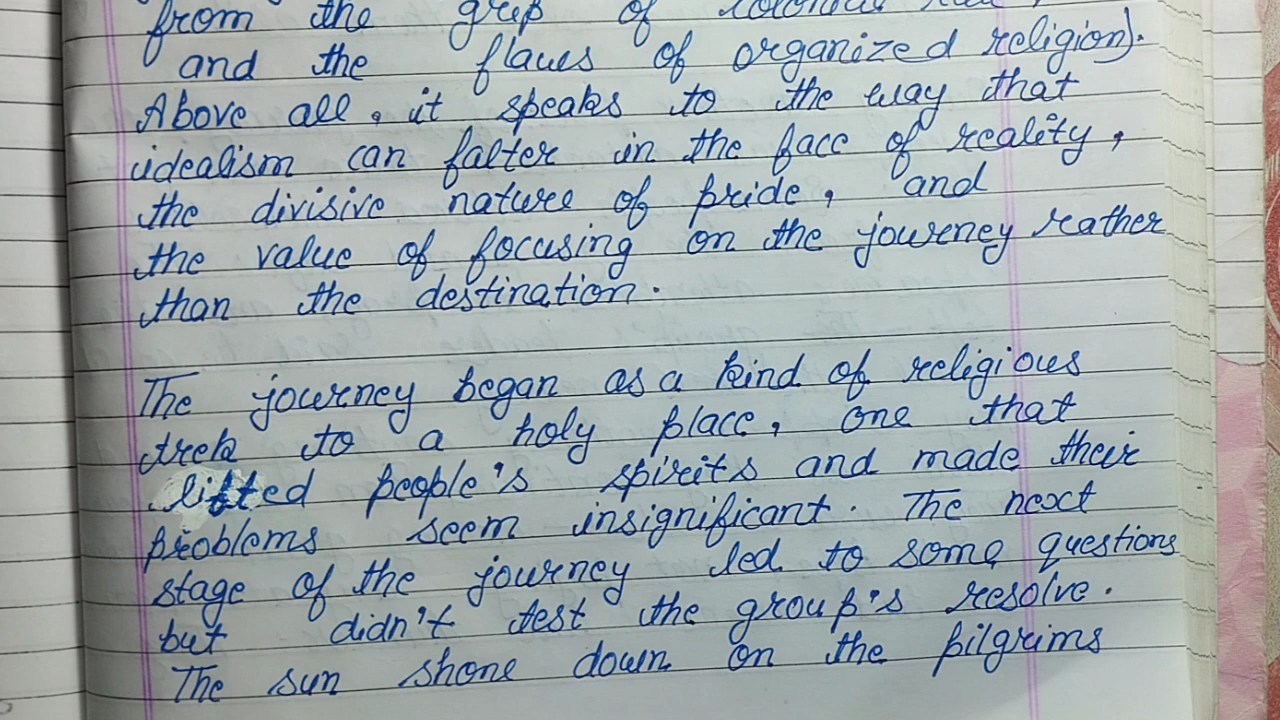 from the grip of colonial
and the flaws of organized religion).
Above all, it speaks to the way that
idealism can falter in the face of reality,
the divisive nature of pride, and
the value of focusing on the journey rather
than the destination.
The journey began as a kind of religious
trek to a holy place, one that
lifted people's spirits and made their
problems seem insignificant. The next
stage of the journey led to some questions
but didn't test the group's resolve.
The sun shone down on the pilgrims